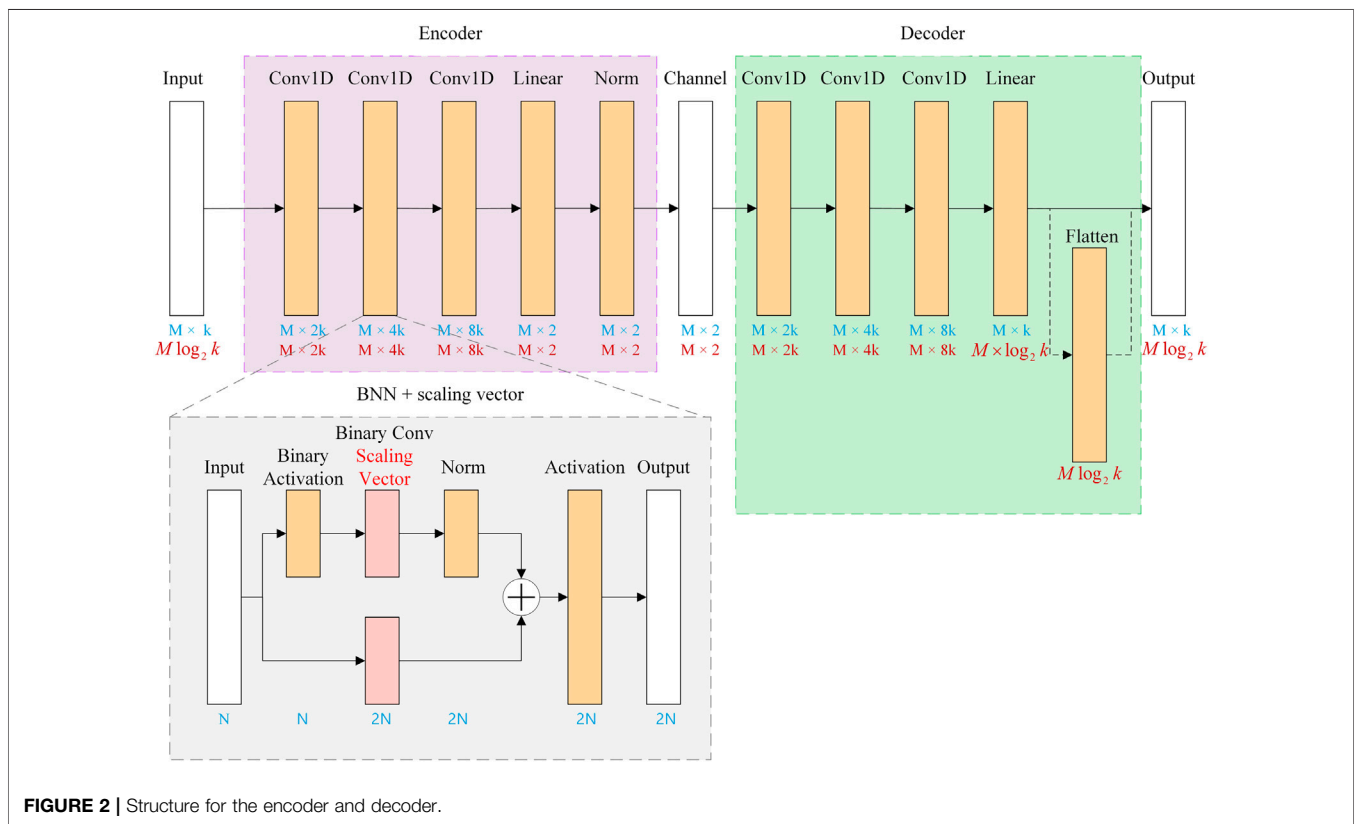 Encoder
Decoder
Input
Conv1D
Conv1D
Conv1D
Linear
Norm
Channel
Conv1D
Conv1D
Conv1D
Linear
Output
Flatten
M × k
M × 2k
M × 4k
M × 8k
M × 2
M × 2
M × 2
M × 2k
M × 4k
M × 8k
M × k
M × k
M log₂ k
M × 2k
M × 4k
M × 8k
M × 2
M × 2
M × 2
M × 2k
M × 4k
M × 8k
M × log₂ k
M log₂ k
M log₂ k
BNN + scaling vector
Binary Conv
Input
Binary
Activation
Scaling
Vector
Norm
Activation
Output
N
N
2N
2N
2N
2N
FIGURE 2 | Structure for the encoder and decoder.